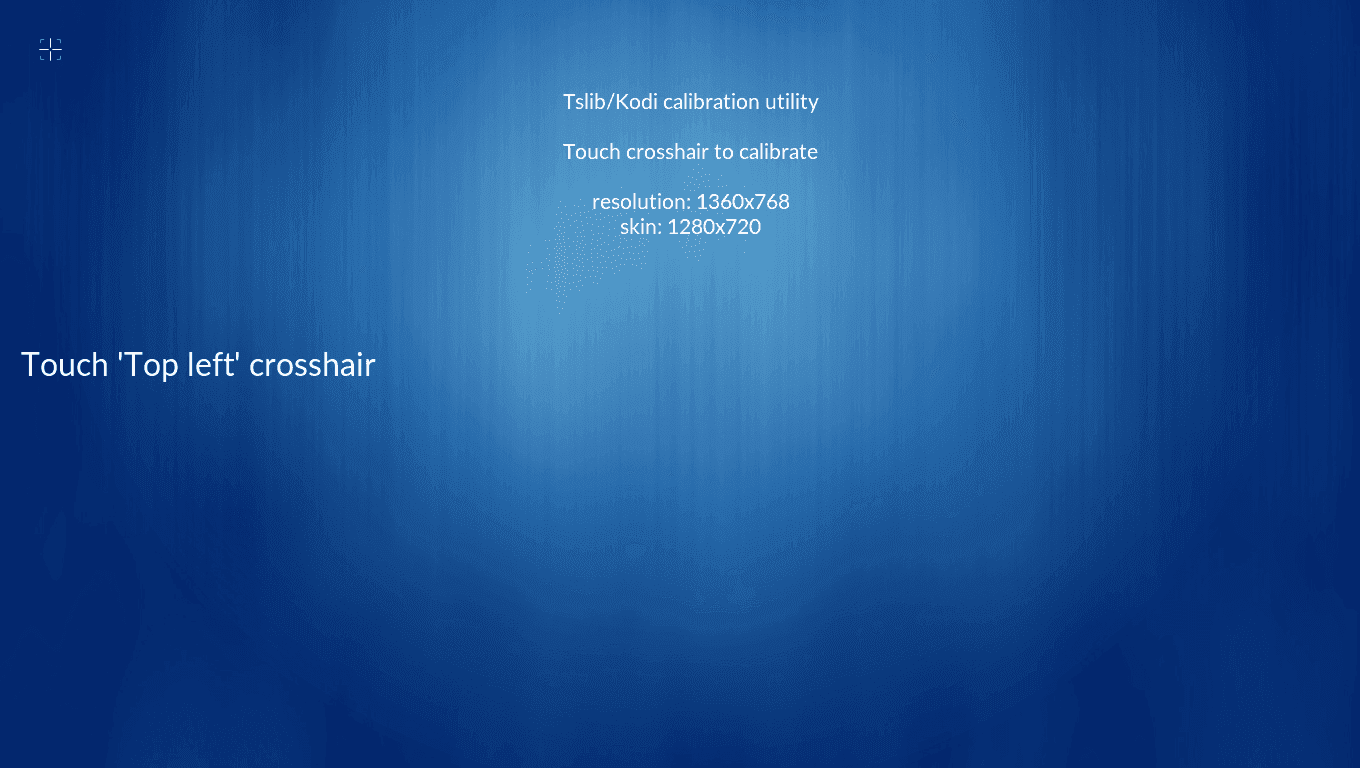 Tslib/Kodi calibration utility
Touch crosshair to calibrate
resolution: 1360x768
skin: 1280x720
Touch 'Top left' crosshair